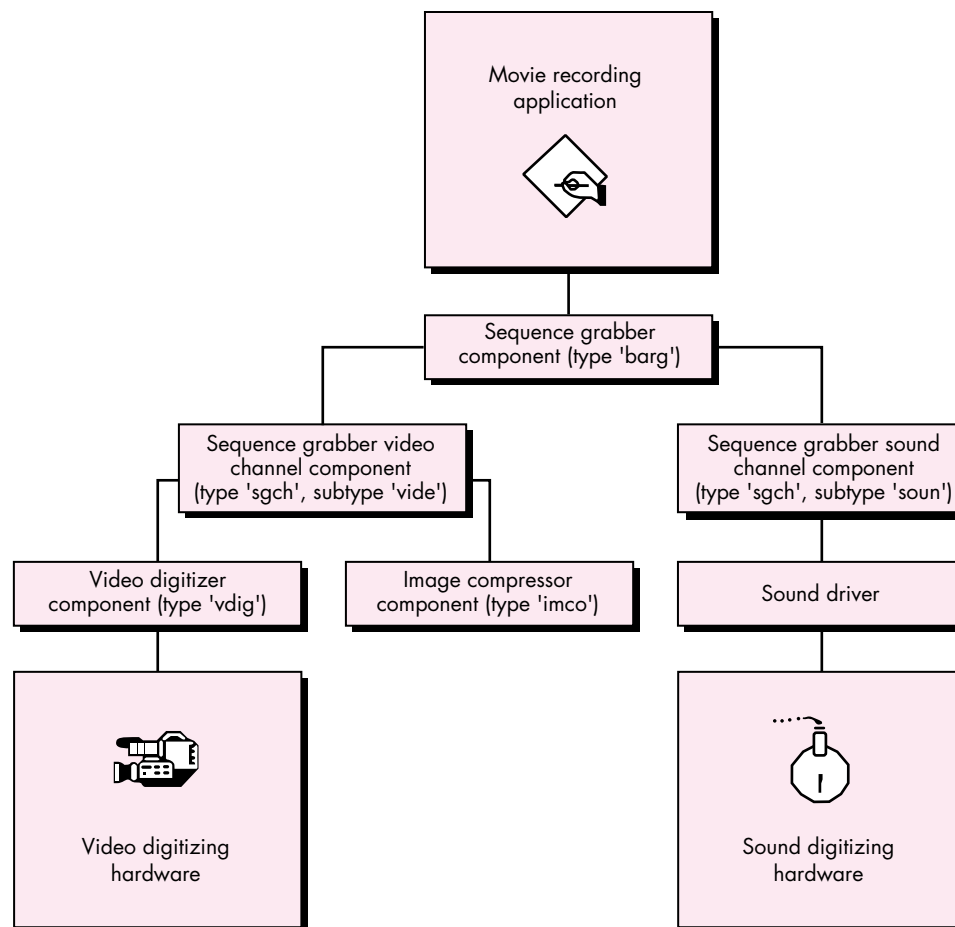 Movie recording
application
Sequence grabber
component (type 'barg')
Sequence grabber video
channel component
(type 'sgch', subtype 'vide')
Sequence grabber sound
channel component
(type 'sgch', subtype 'soun')
Video digitizer
component (type 'vdig')
Image compressor
component (type 'imco')
Sound driver
Video digitizing
hardware
Sound digitizing
hardware